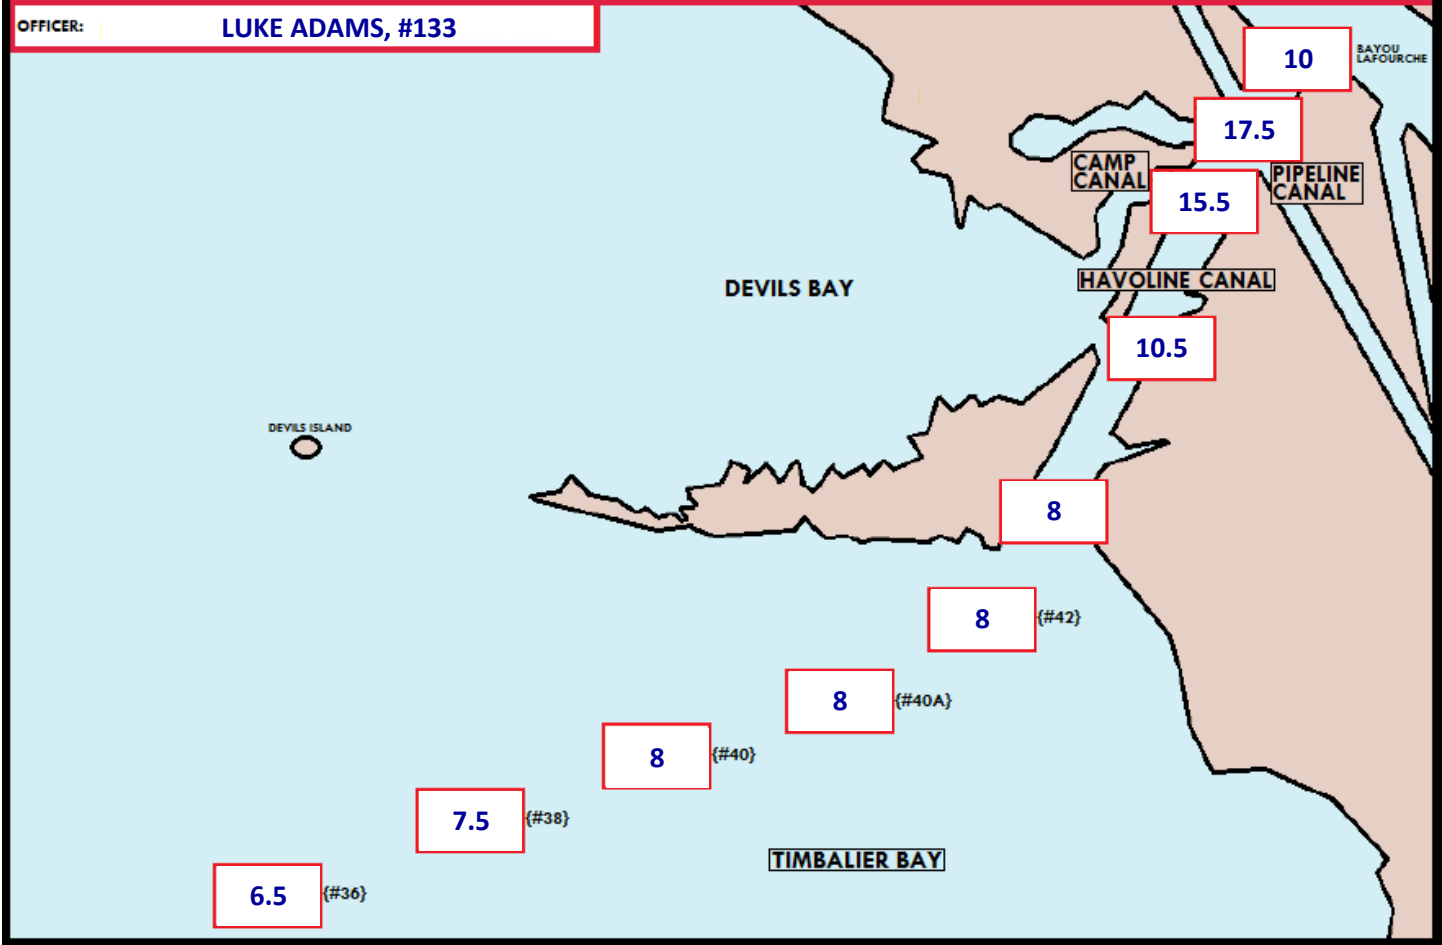 OFFICER:
LUKE ADAMS, #133
10
BAYOU
LAFOURCHE
17.5
CAMP
CANAL
PIPELINE
CANAL
15.5
HAVOLINE CANAL
DEVILS BAY
10.5
DEVILS ISLAND
8
8
{#42}
8
{#40A}
8
{#40}
7.5
{#38}
TIMBALIER BAY
6.5
{#36}